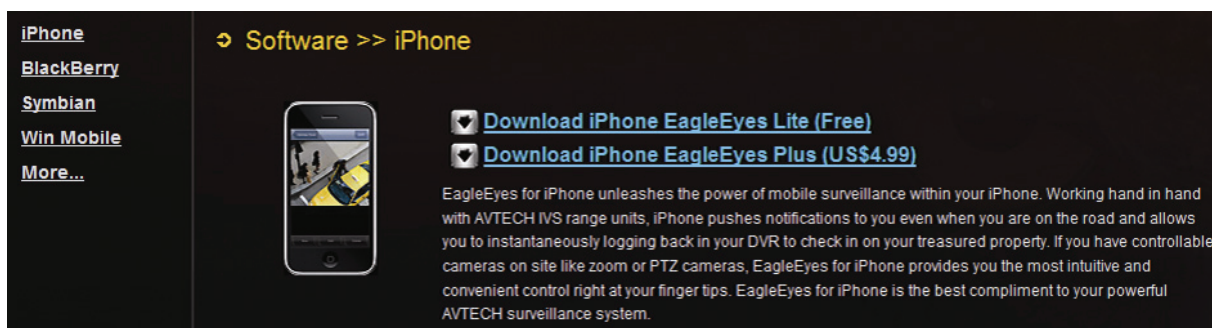 iPhone
BlackBerry
Symbian
Win Mobile
More...
Software >> iPhone
Download iPhone EagleEyes Lite (Free)
Download iPhone EagleEyes Plus (US$4.99)
EagleEyes for iPhone unleashes the power of mobile surveillance within your iPhone. Working hand in hand
with AVTECH IVS range units, iPhone pushes notifications to you even when you are on the road and allows
you to instantaneously logging back in your DVR to check in on your treasured property. If you have controllable
cameras on site like zoom or PTZ cameras, EagleEyes for iPhone provides you the most intuitive and
convenient control right at your finger tips. EagleEyes for iPhone is the best compliment to your powerful
AVTECH surveillance system.